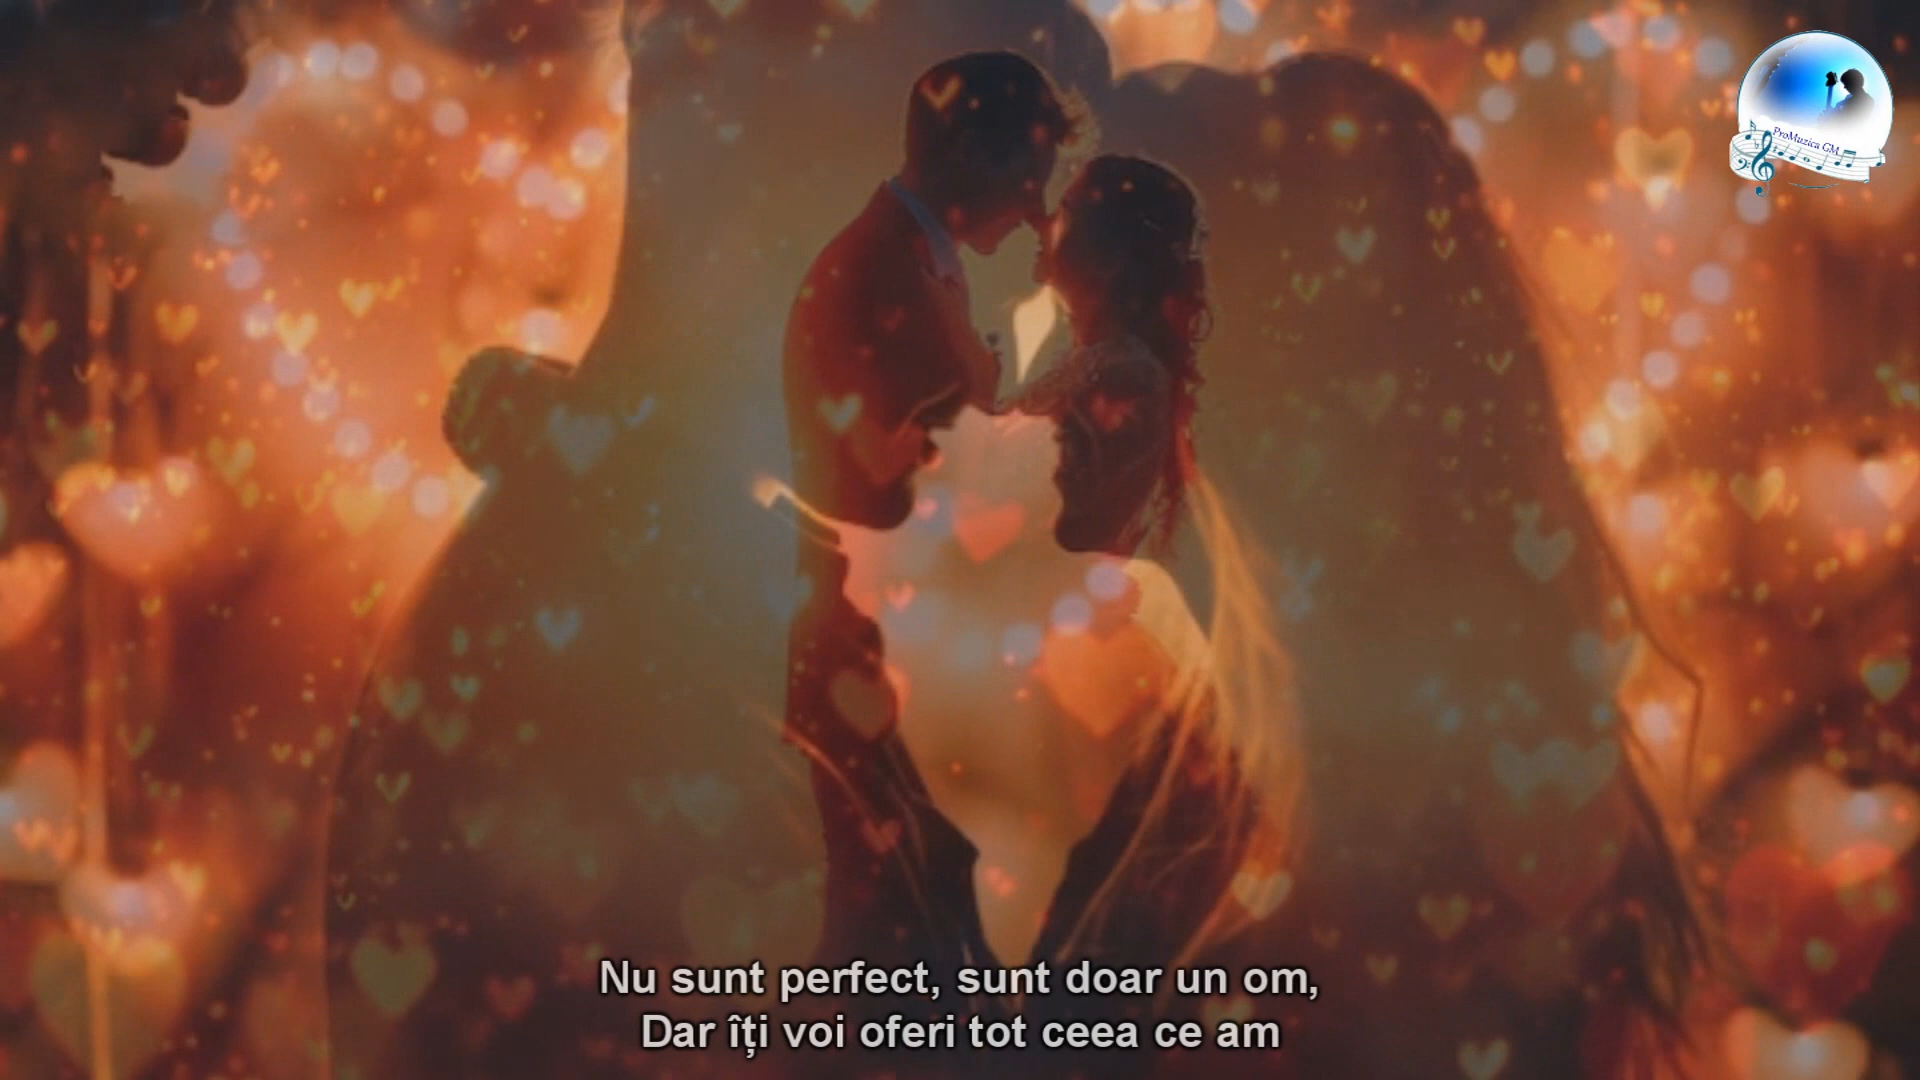 ProMuzica GM
Nu sunt perfect, sunt doar un om,
Dar îți voi oferi tot ceea ce am